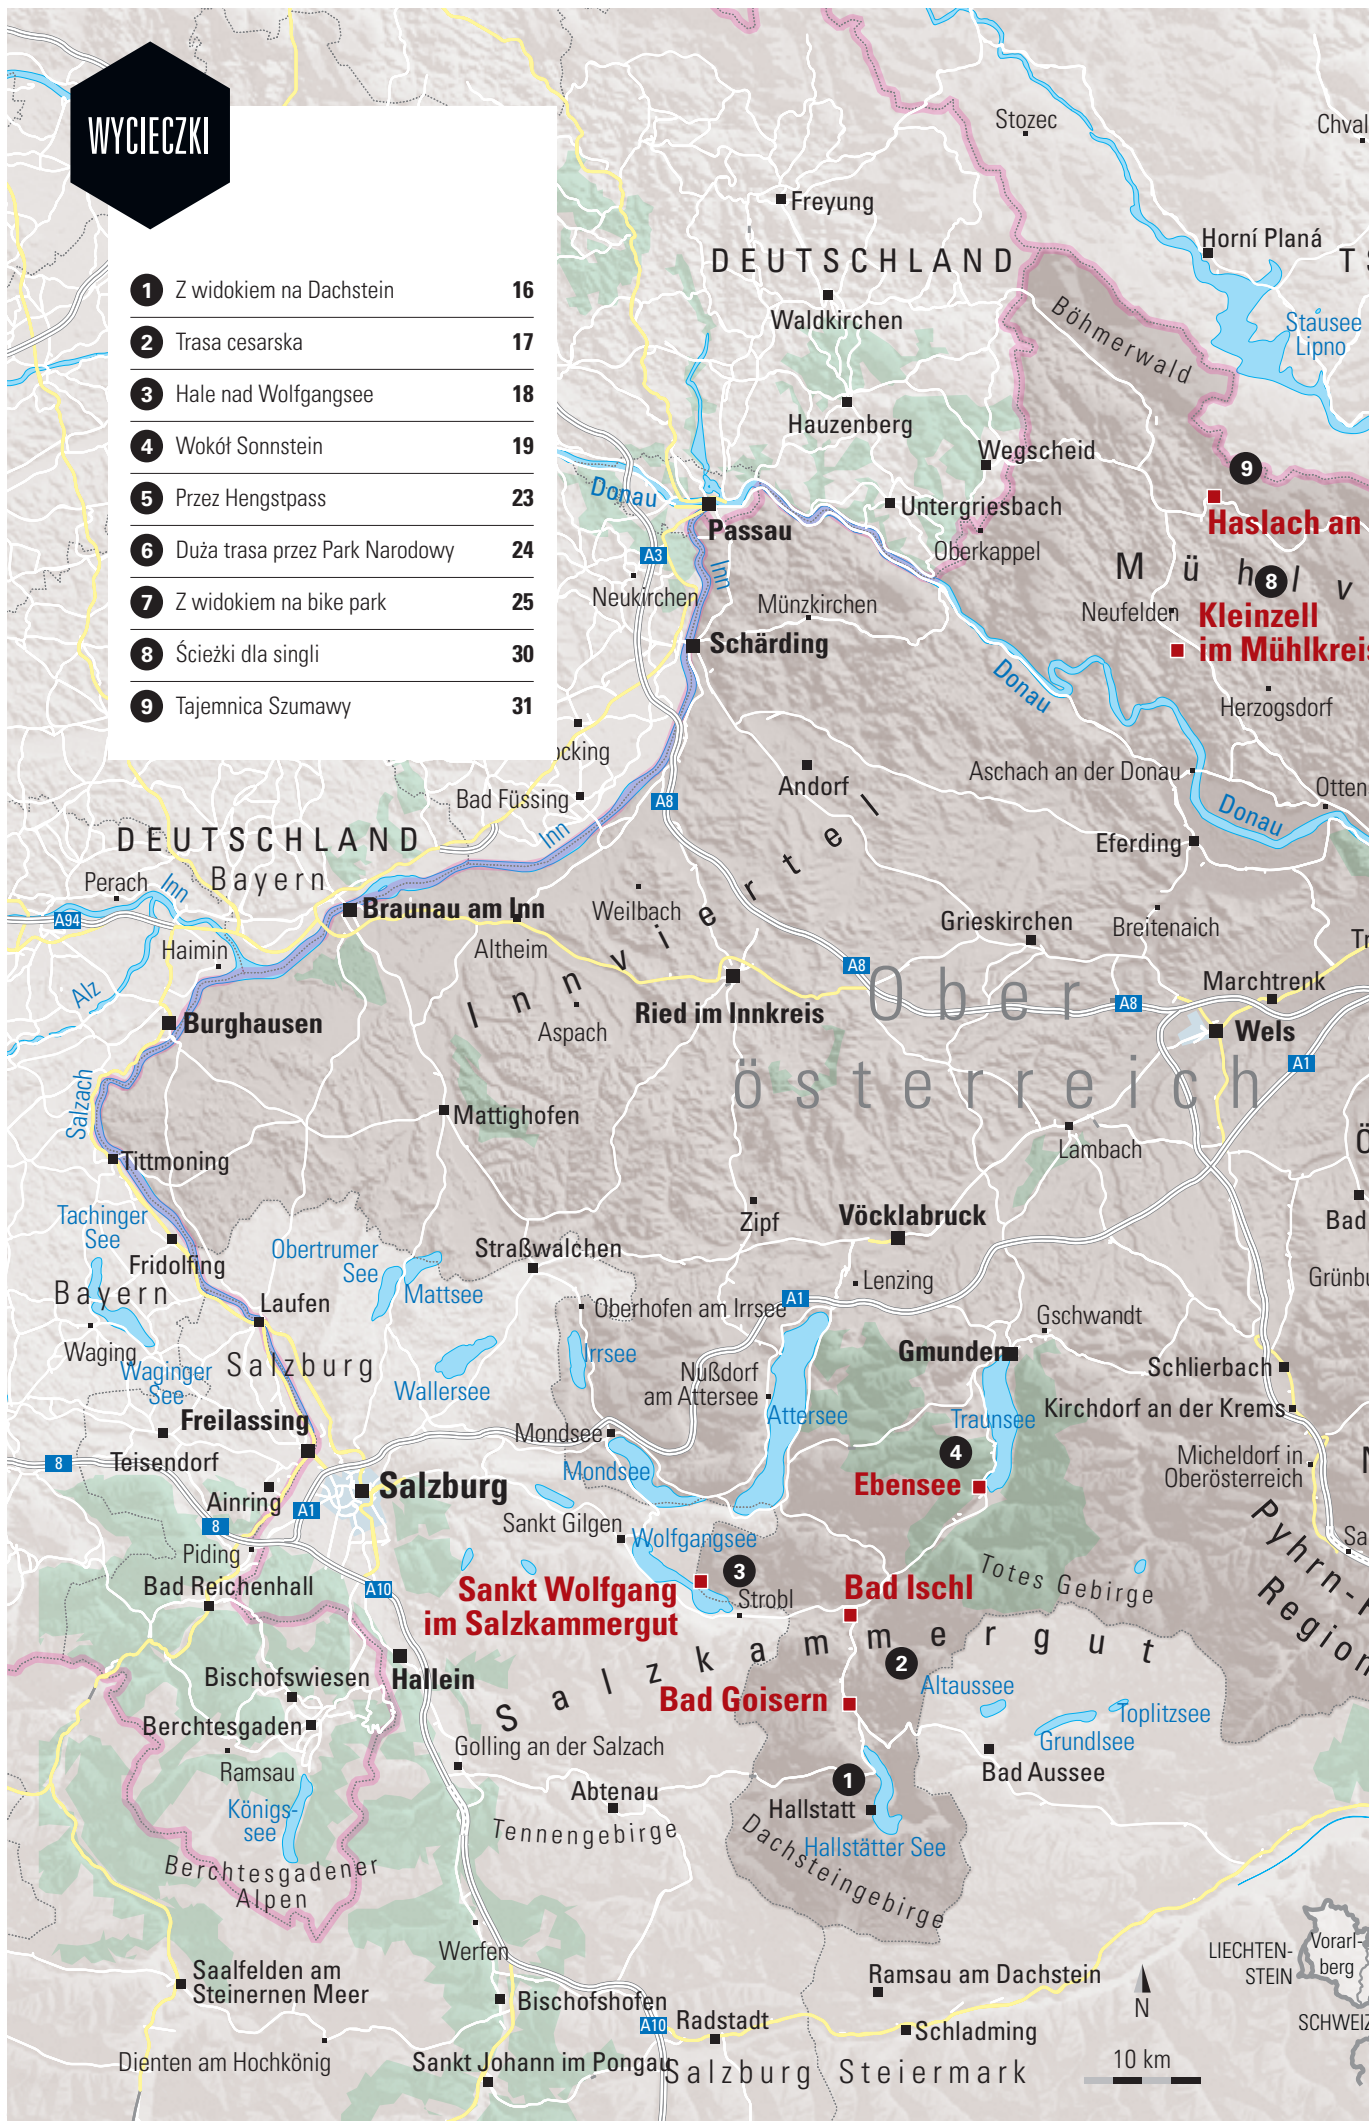 WYCIECZKI
1 Z widokiem na Dachstein 16
2 Trasa cesarska 17
3 Hale nad Wolfgangsee 18
4 Wokół Sonnstein 19
5 Przez Hengstpass 23
6 Duża trasa przez Park Narodowy 24
7 Z widokiem na bike park 25
8 Ścieżki dla singli 30
9 Tajemnica Szumawy 31
Stozec
Chval
Freyung
Horní Planá
DEUTSCHLAND
Waldkirchen
Böhmerwald
Stausee
Lipno
Hauzenberg
Wegscheid
9
Donau
Untergriesbach
Haslach an
Passau
Oberkappel
A3
Inn
Mühlv
8
Neukirchen
Münzkirchen
Neufelden
Kleinzell
im Mühlkreis
Schärding
Donau
Herzogsdorf
ocking
Andorf
Aschach an der Donau
Otten
Bad Füssing
A8
Donau
Inn
DEUTSCHLAND
Eferding
Perach
Inn
Bayern
Braunau am Inn
Weilbach
Innviertel
Grieskirchen
Breitenaich
A94
Haimin
Altheim
A8
Tr
Alz
Ried im Innkreis
Ober
A8
Marchtrenk
Burghausen
Aspach
Wels
A1
österreich
Salzach
Mattighofen
Lambach
Ö
Tittmoning
Zipf
Vöcklabruck
Bad
Tachinger
See
Fridolfing
Obertrumer
See
Straßwalchen
Mattsee
Lenzing
Grünbu
Bayern
Laufen
Oberhofen am Irrsee
A1
Gschwandt
Waging
Waginger
See
Salzburg
Wallersee
Irrsee
Nußdorf
am Attersee
Gmunden
Schlierbach
Attersee
Traunsee
Kirchdorf an der Krems
Freilassing
Mondsee
4
Micheldorf in
Oberösterreich
N
8
Teisendorf
Salzburg
Mondsee
Ebensee
Ainring
A1
8
Sankt Gilgen
Wolfgangsee
Pyhrn-
Region
Sa
Piding
Totes Gebirge
Bad Reichenhall
A10
Sankt Wolfgang
im Salzkammergut
3
Strobl
Bad Ischl
Salzkammergut
2
Bischofswiesen
Hallein
Bad Goisern
Altaussee
Berchtesgaden
Toplitzsee
Grundlsee
Golling an der Salzach
Ramsau
1
Bad Aussee
Abtenau
Hallstatt
Königs-
see
Tennengebirge
Hallstätter See
Dachsteingebirge
Berchtesgadener
Alpen
Werfen
LIECHTEN-
STEIN
Vorarl-
berg
Saalfelden am
Steinernen Meer
Ramsau am Dachstein
Bischofshofen
N
A10
Radstadt
Schladming
SCHWEIZ
Dienten am Hochkönig
Sankt Johann im Pongau
Salzburg
Steiermark
10 km